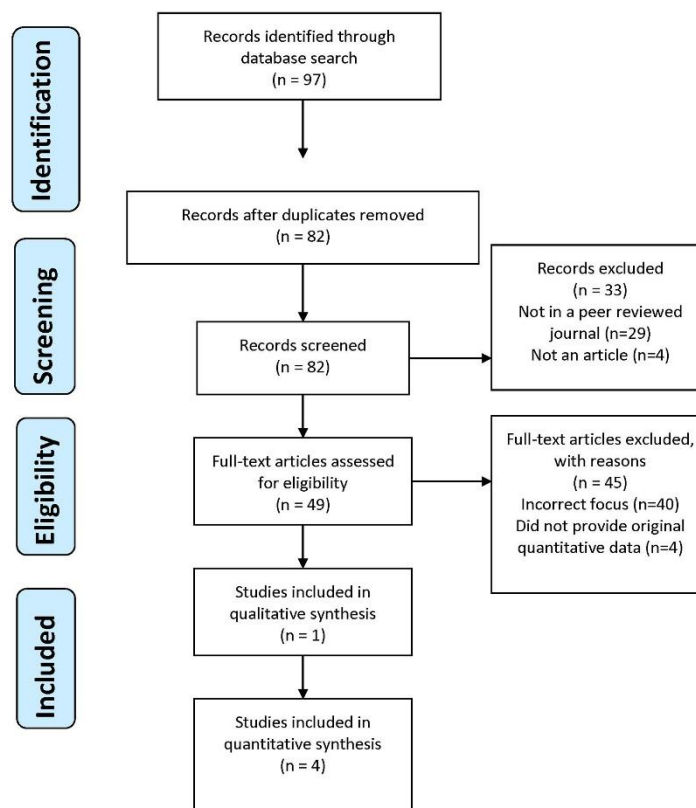 Identification
Records identified through
database search
(n = 97)
Records after duplicates removed
(n = 82)
Screening
Records screened
(n = 82)
Records excluded
(n = 33)
Not in a peer reviewed
journal (n=29)
Not an article (n=4)
Eligibility
Full-text articles assessed
for eligibility
(n = 49)
Full-text articles excluded,
with reasons
(n = 45)
Incorrect focus (n=40)
Did not provide original
quantitative data (n=4)
Included
Studies included in
qualitative synthesis
(n = 1)
Studies included in
quantitative synthesis
(n = 4)